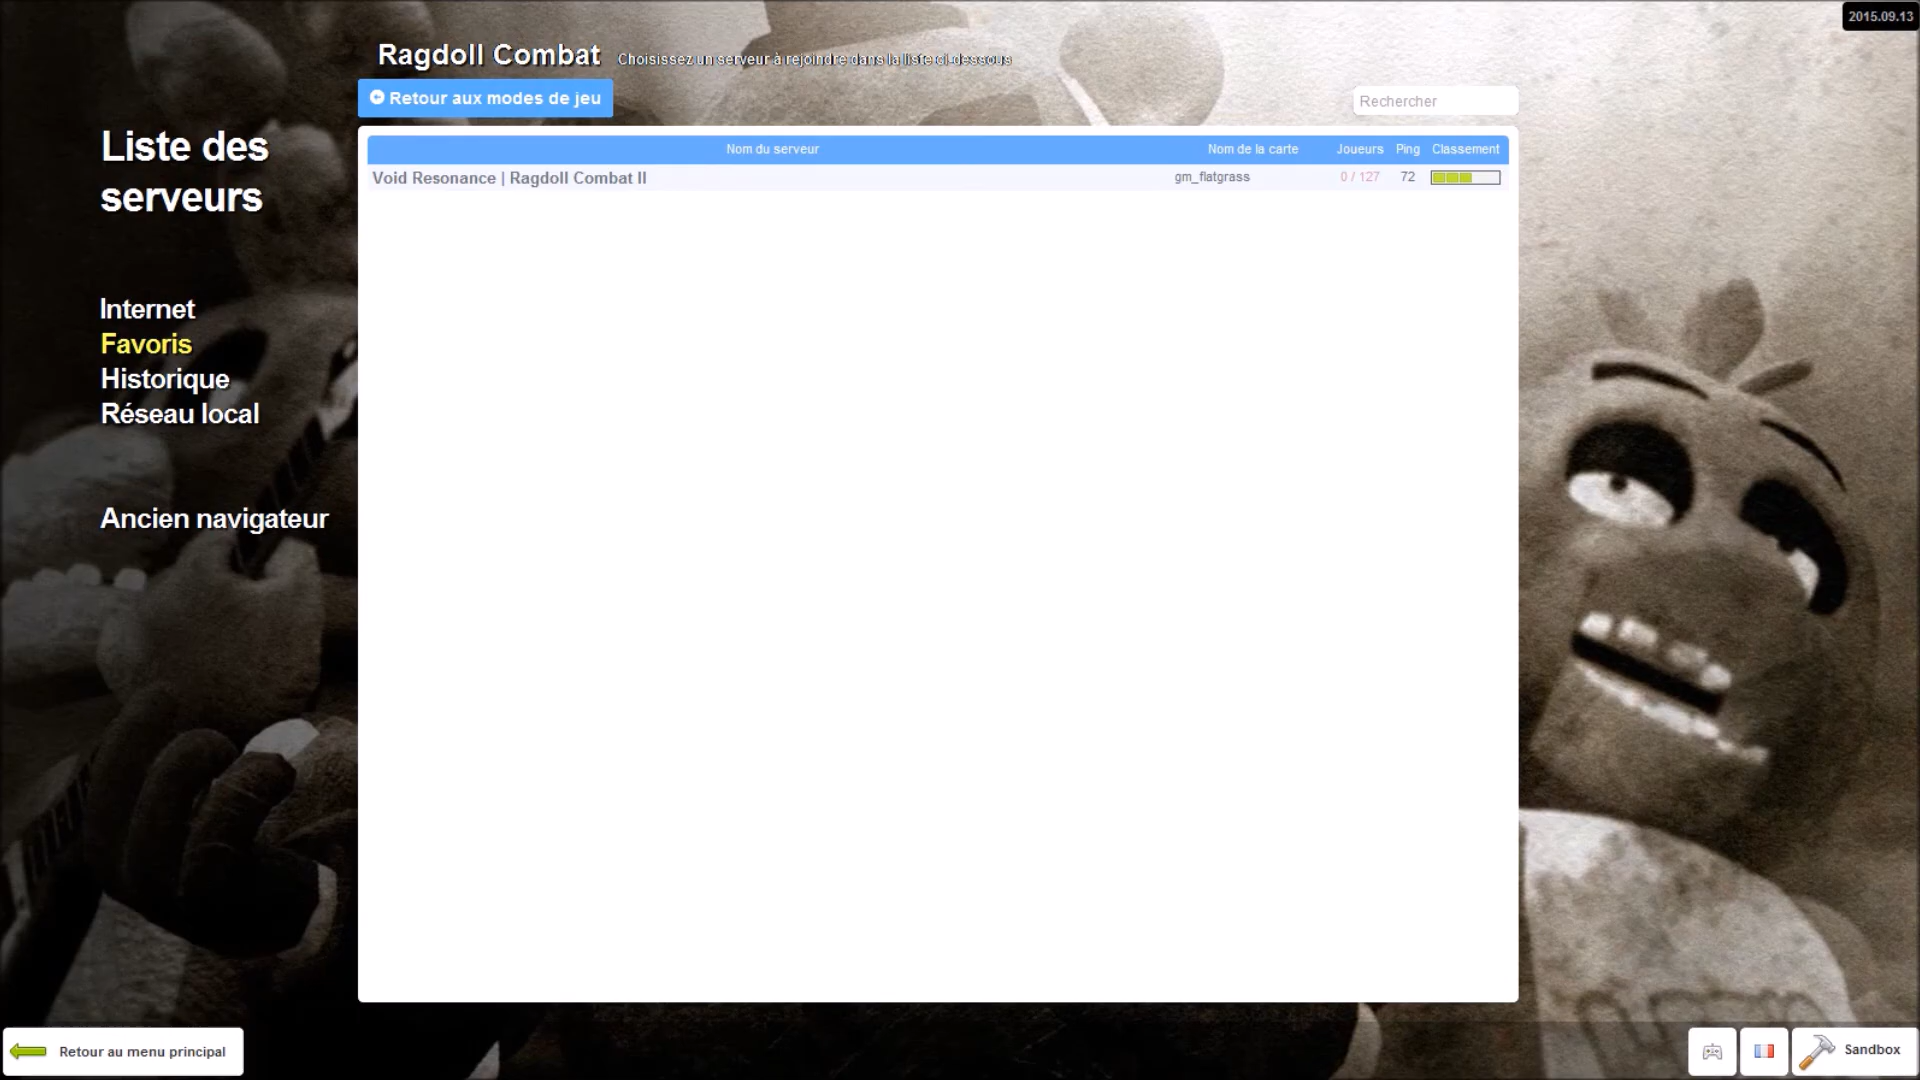 2015.09.13
Ragdoll Combat Choisissez un serveur à rejoindre dans la liste ci-dessous
Retour aux modes de jeu
Rechercher
Liste des
serveurs
Nom du serveur Nom de la carte Joueurs Ping Classement
Void Resonance | Ragdoll Combat II gm_flatgrass 0 / 127 72
Internet
Favoris
Historique
Réseau local
Ancien navigateur
Retour au menu principal
Sandbox